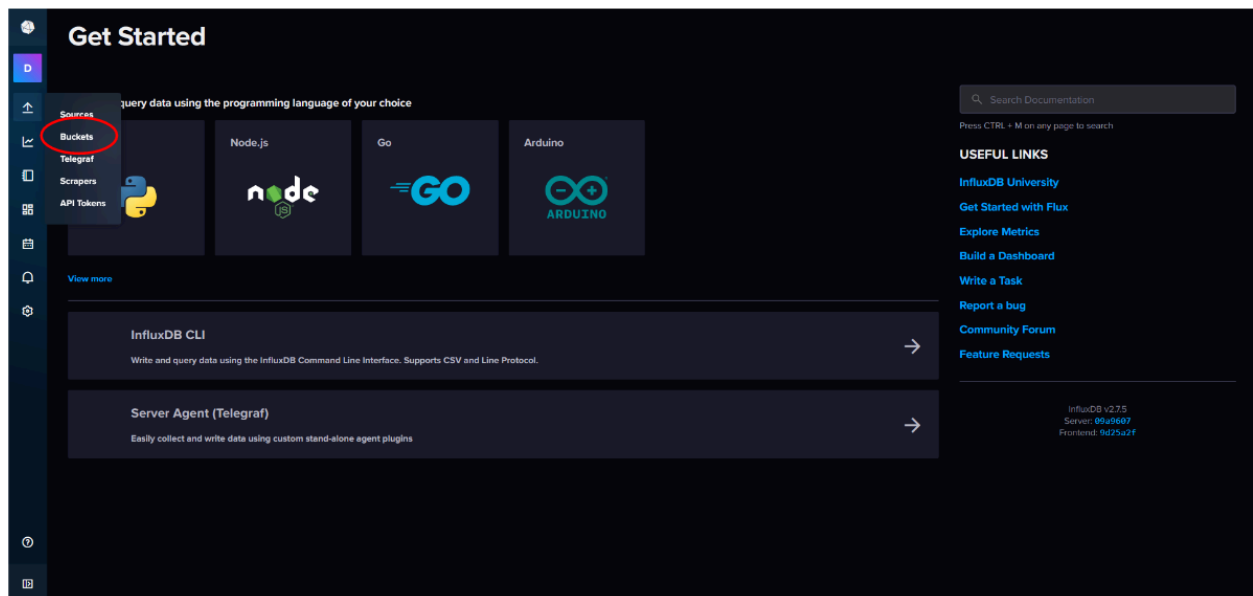 Get Started
D
query data using the programming language of your choice
Sources
Buckets
Telegraf
Scrapers
API Tokens
Node.js
Go
Arduino
node
JS
GO
ARDUINO
View more
InfluxDB CLI
Write and query data using the InfluxDB Command Line Interface. Supports CSV and Line Protocol.
Server Agent (Telegraf)
Easily collect and write data using custom stand-alone agent plugins
Search Documentation
Press CTRL + M on any page to search
USEFUL LINKS
InfluxDB University
Get Started with Flux
Explore Metrics
Build a Dashboard
Write a Task
Report a bug
Community Forum
Feature Requests
InfluxDB v2.7.5
Server: 09a9607
Frontend: 9d25a2f